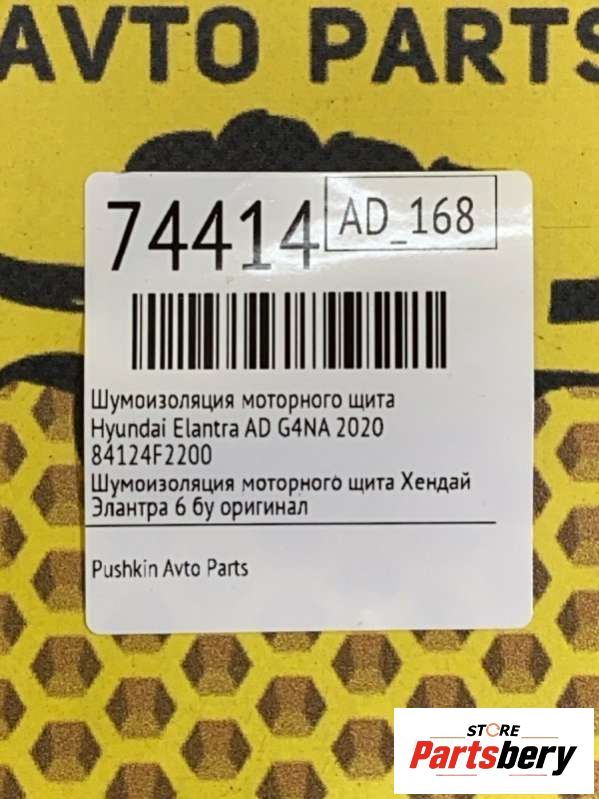 AVTO PARTS
74414
AD_168
Шумоизоляция моторного щита
Hyundai Elantra AD G4NA 2020
84124F2200
Шумоизоляция моторного щита Хендай
Элантра 6 бу оригинал
Pushkin Avto Parts
STORE
Partsbery